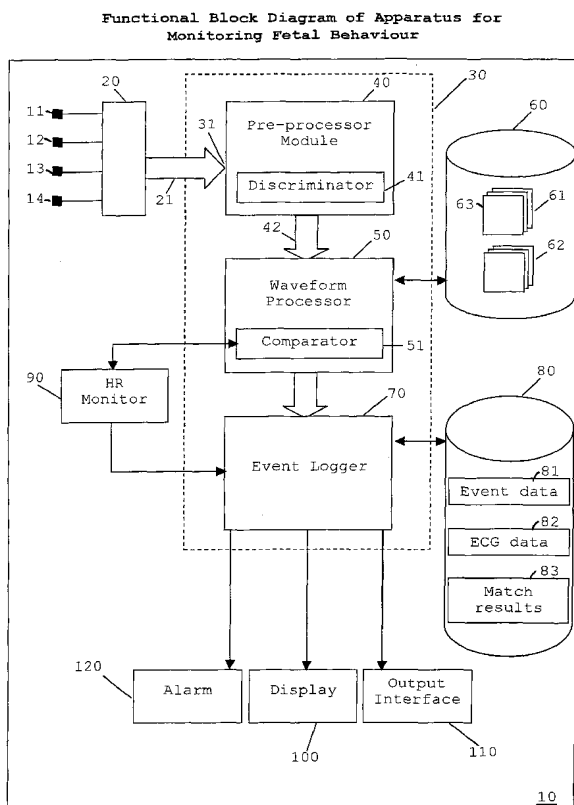 Functional Block Diagram of Apparatus for
Monitoring Fetal Behaviour
20
40
30
11
12
13
14
31
21
Pre-processor
Module
Discriminator
41
60
63
61
62
42
50
Waveform
Processor
Comparator
51
90
HR
Monitor
70
Event Logger
80
81
Event data
82
ECG data
83
Match
results
120
Alarm
Display
Output
Interface
100
110
10